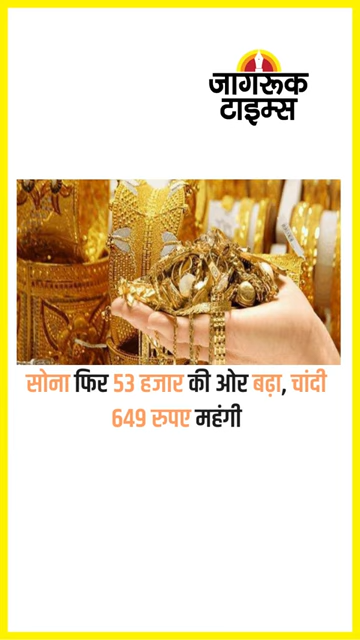 जागरूक
टाइम्स
सोना फिर 53 हजार की ओर बढ़ा, चांदी
649 रुपए महंगी